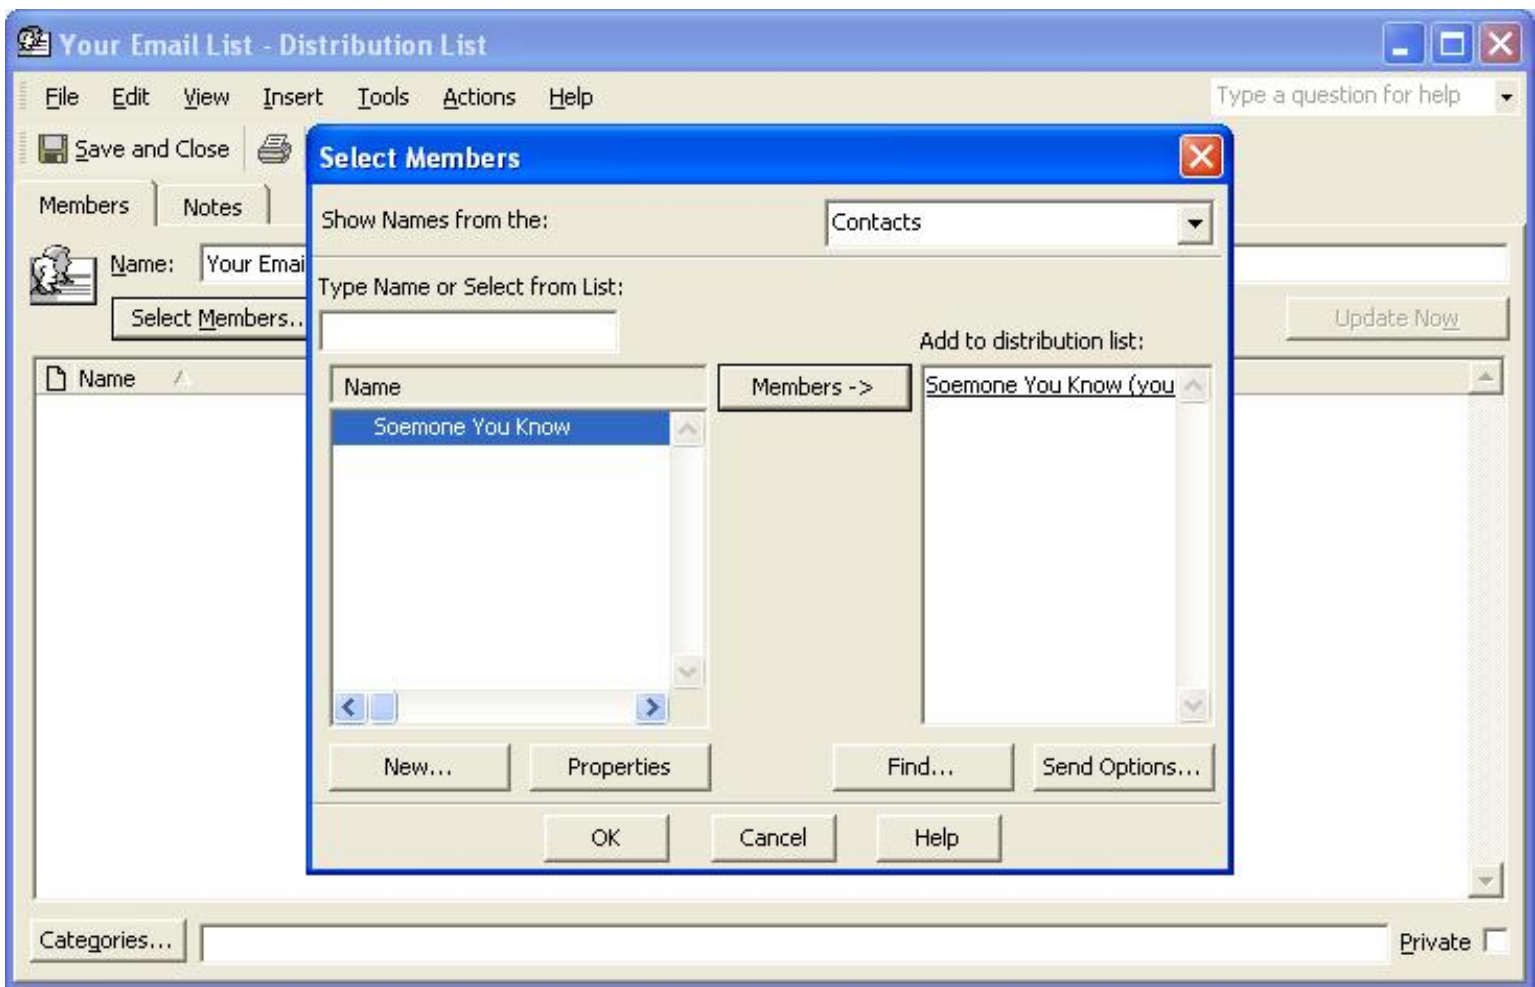 Your Email List - Distribution List
File Edit View Insert Tools Actions Help Type a question for help
Save and Close
Members Notes
Name: Your Emai
Select Members.. Update Now
Name
Select Members
Show Names from the: Contacts
Type Name or Select from List:
Add to distribution list:
Name Members -> Soemone You Know (you
Soemone You Know
New... Properties Find... Send Options...
OK Cancel Help
Categories... Private